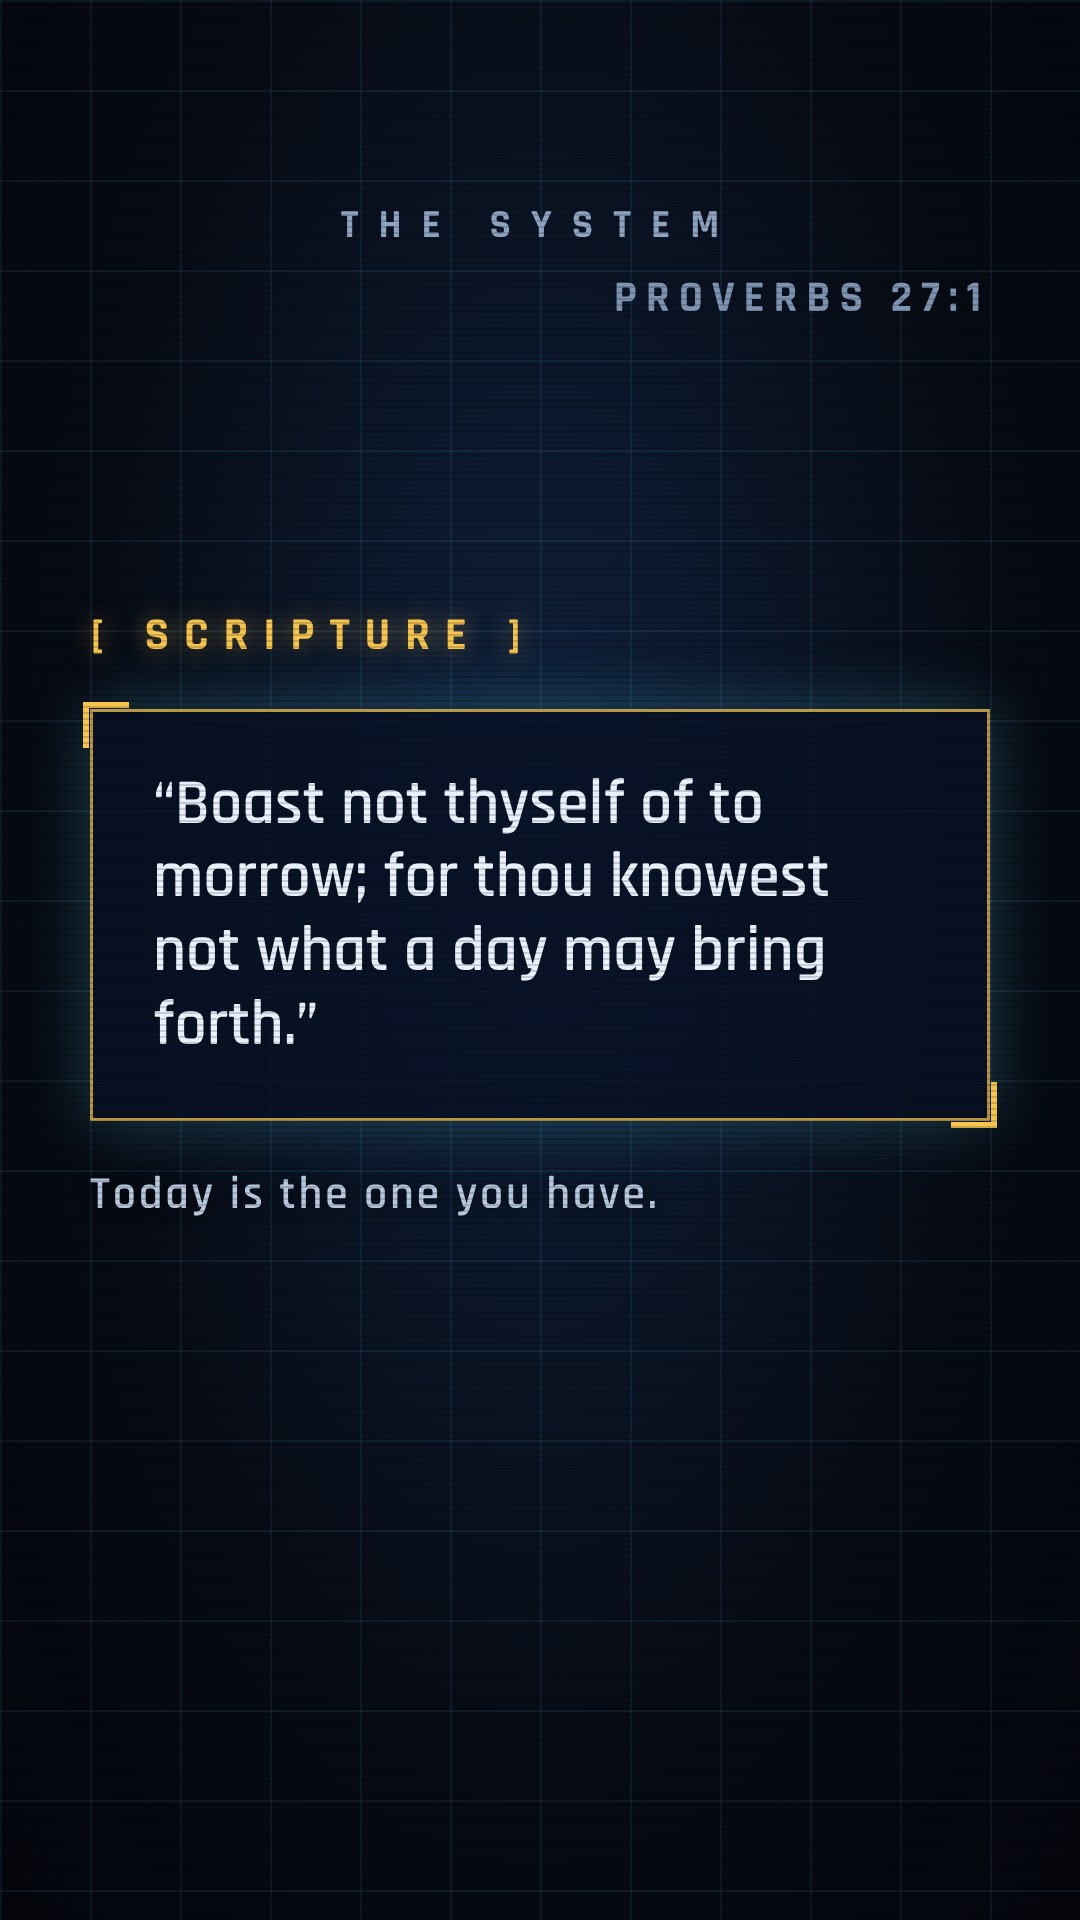 THE SYSTEM
PROVERBS 27:1
[ SCRIPTURE ]
“Boast not thyself of to
morrow; for thou knowest
not what a day may bring
forth.”
Today is the one you have.